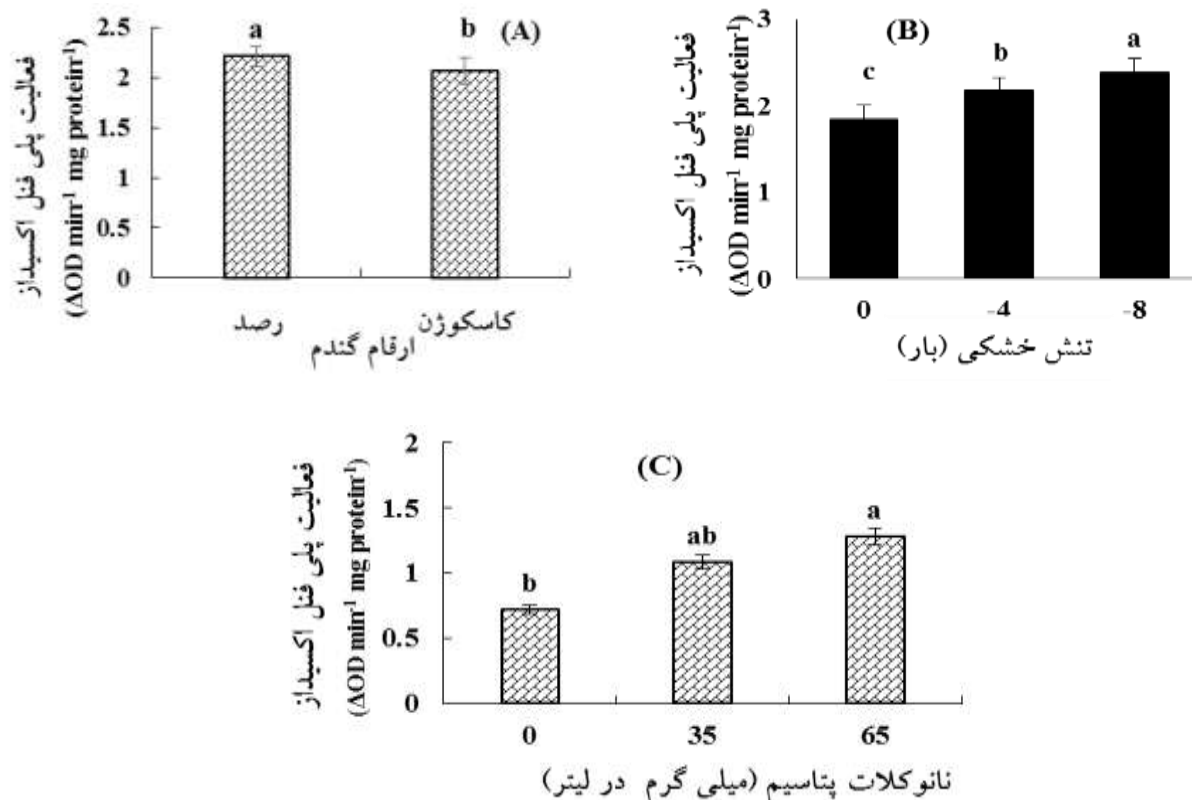 (A)
فعالیت پلی فنل اکسیداز
(ΔOD min⁻¹ mg protein⁻¹)
2.5
2
1.5
1
0.5
0
a
b
رصد
کاسکوژن
ارقام گندم
(B)
فعالیت پلی فنل اکسیداز
(ΔOD min⁻¹ mg protein⁻¹)
3
2
1
0
c
b
a
0
-4
-8
تنش خشکی (بار)
(C)
فعالیت پلی فنل اکسیداز
(ΔOD min⁻¹ mg protein⁻¹)
2
1.5
1
0.5
0
b
ab
a
0
35
65
نانوکلات پتاسیم (میلی گرم در لیتر)